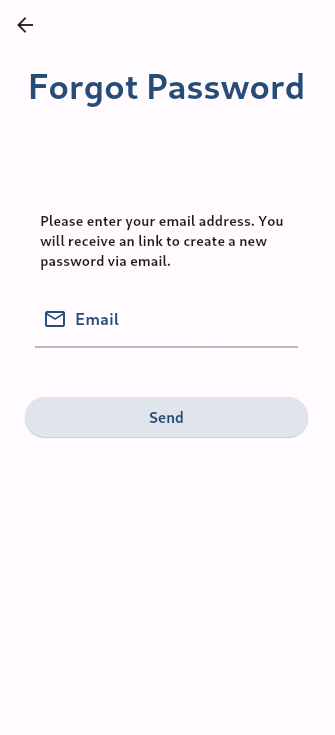 Forgot Password
Please enter your email address. You
will receive an link to create a new
password via email.
Email
Send